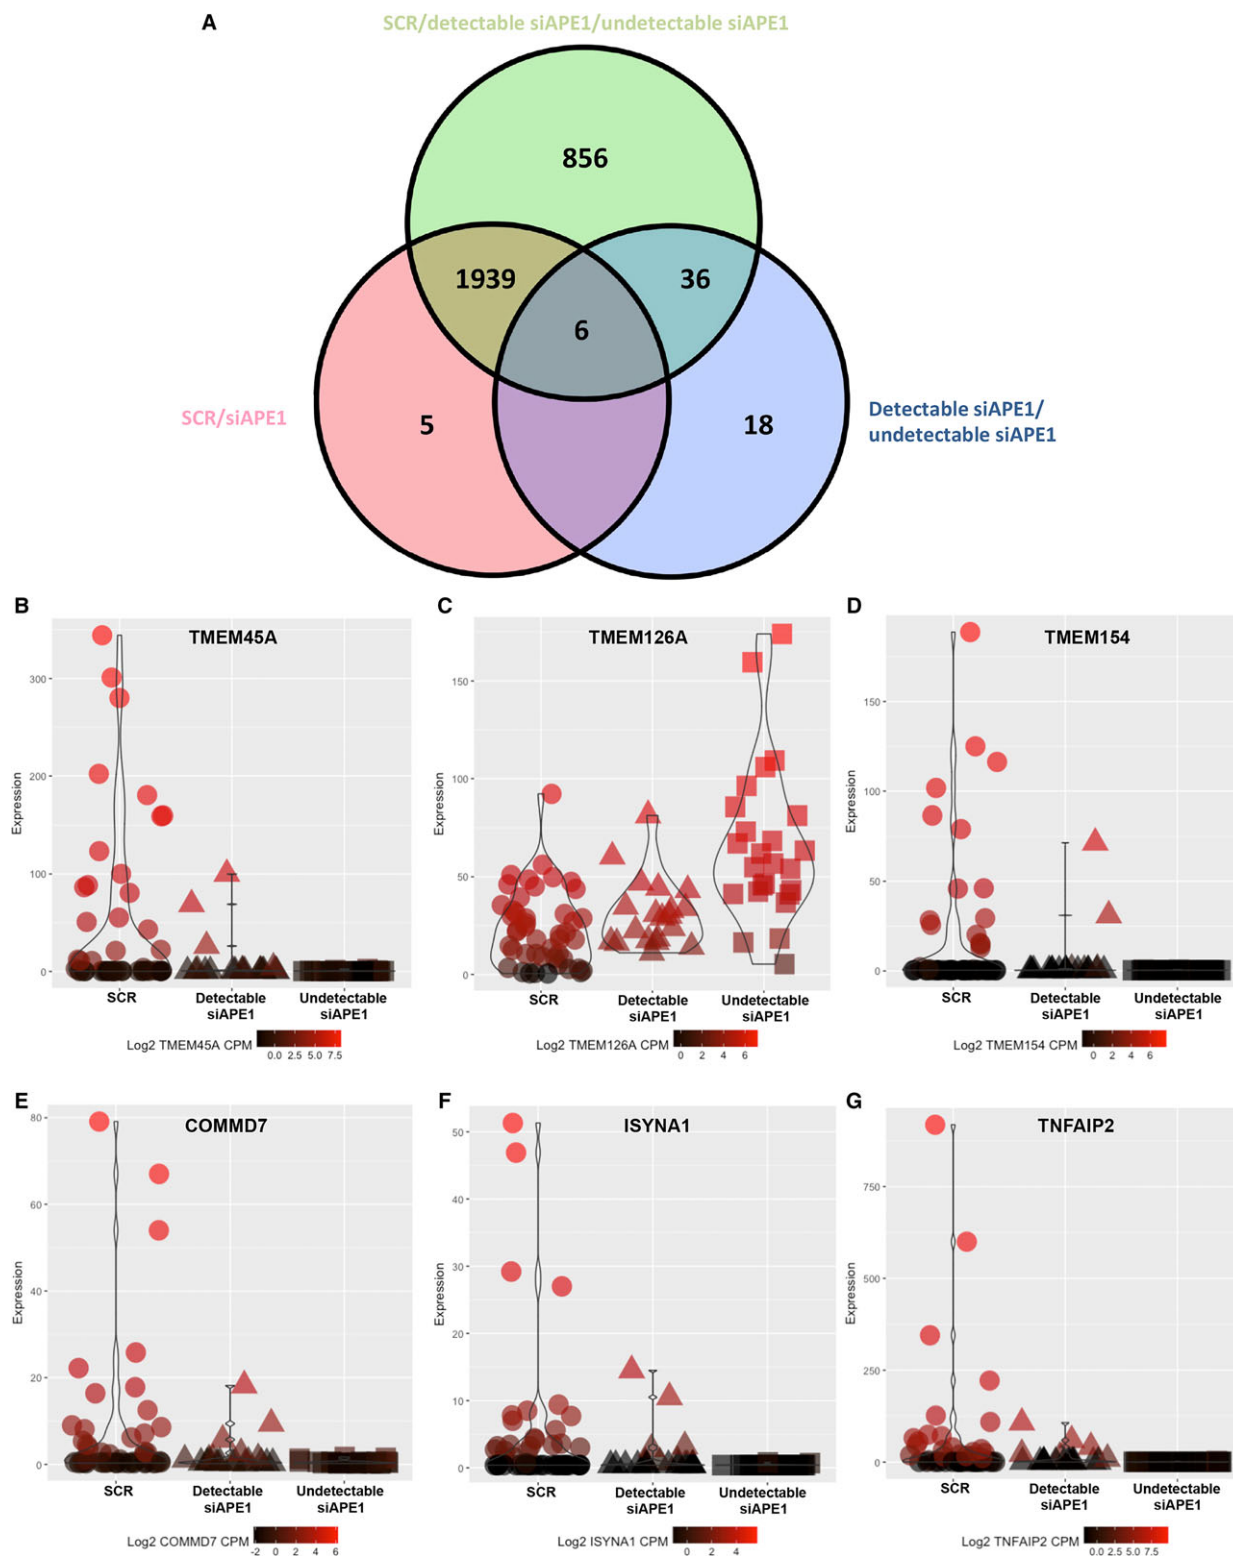 A
SCR/detectable siAPE1/undetectable siAPE1
856
1939
36
6
SCR/siAPE1
5
18
Detectable siAPE1/
undetectable siAPE1
B
TMEM45A
Expression
300
200
100
0
SCR
Detectable
siAPE1
Undetectable
siAPE1
Log2 TMEM45A CPM
0.0 2.5 5.0 7.5
C
TMEM126A
Expression
150
100
50
0
SCR
Detectable
siAPE1
Undetectable
siAPE1
Log2 TMEM126A CPM
0 2 4 6
D
TMEM154
Expression
150
100
50
0
SCR
Detectable
siAPE1
Undetectable
siAPE1
Log2 TMEM154 CPM
0 2 4 6
E
COMMD7
Expression
80
60
40
20
0
SCR
Detectable
siAPE1
Undetectable
siAPE1
Log2 COMMD7 CPM
-2 0 2 4 6
F
ISYNA1
Expression
50
40
30
20
10
0
SCR
Detectable
siAPE1
Undetectable
siAPE1
Log2 ISYNA1 CPM
0 2 4
G
TNFAIP2
Expression
750
500
250
0
SCR
Detectable
siAPE1
Undetectable
siAPE1
Log2 TNFAIP2 CPM
0.0 2.5 5.0 7.5